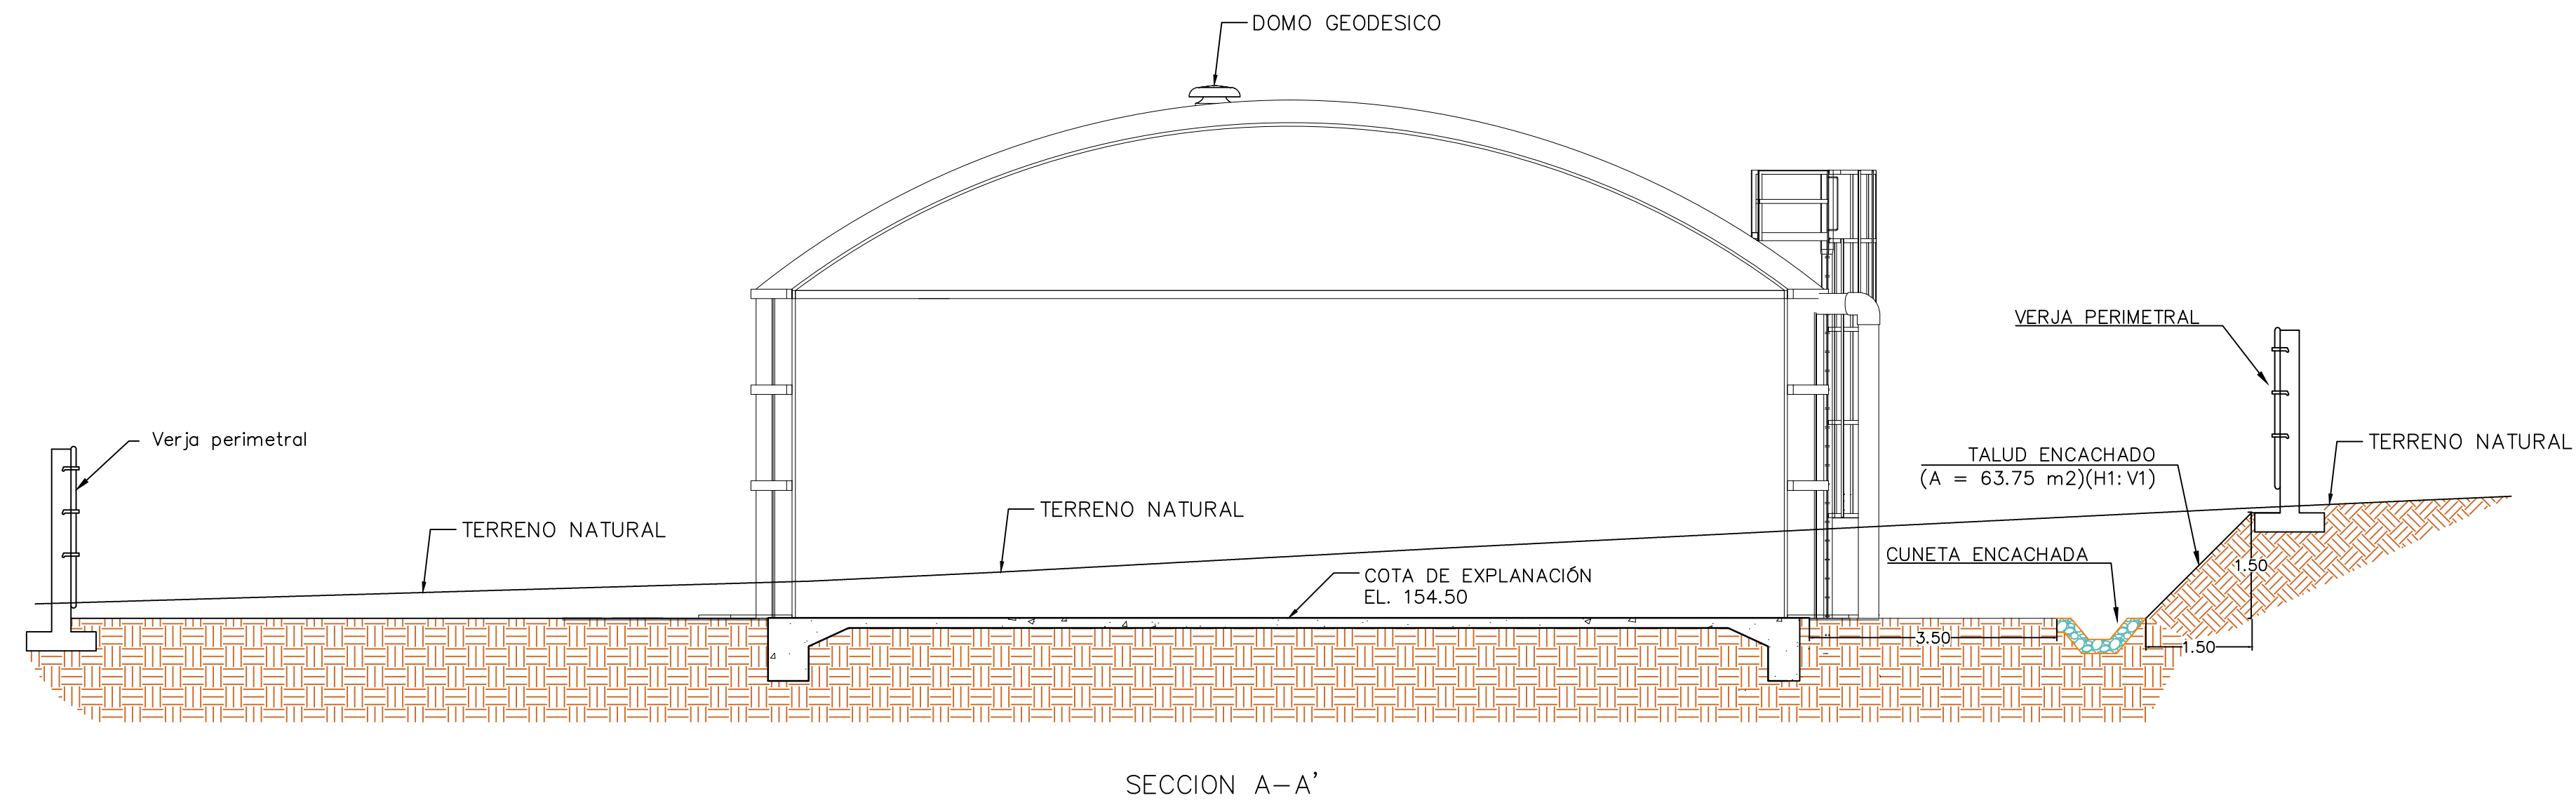 DOMO GEODESICO
VERJA PERIMETRAL
Verja perimetral
TERRENO NATURAL
TALUD ENCACHADO
(A = 63.75 m2)(H1:V1)
TERRENO NATURAL
TERRENO NATURAL
CUNETA ENCACHADA
1.50
COTA DE EXPLANACIÓN
EL. 154.50
3.50
1.50
SECCION A-A'